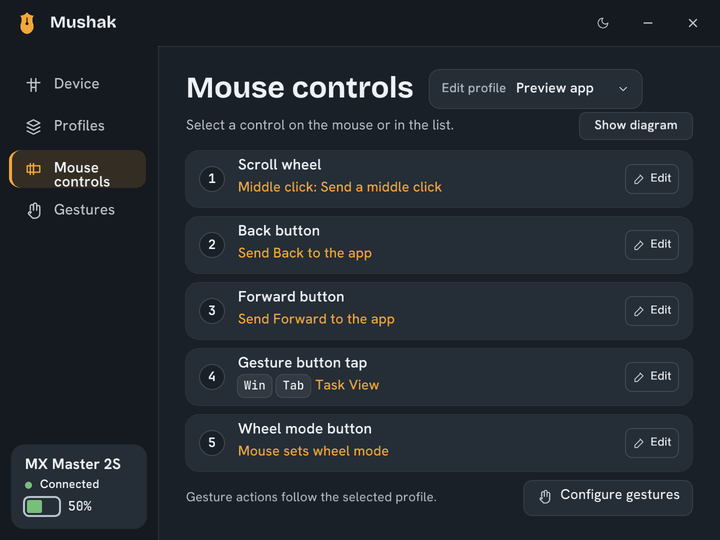 Mushak
Device
Profiles
Mouse
controls
Gestures
MX Master 2S
Connected
50%
Mouse controls
Edit profile Preview app
Select a control on the mouse or in the list.
Show diagram
1
Scroll wheel
Middle click: Send a middle click
Edit
2
Back button
Send Back to the app
Edit
3
Forward button
Send Forward to the app
Edit
4
Gesture button tap
Win Tab Task View
Edit
5
Wheel mode button
Mouse sets wheel mode
Edit
Gesture actions follow the selected profile.
Configure gestures